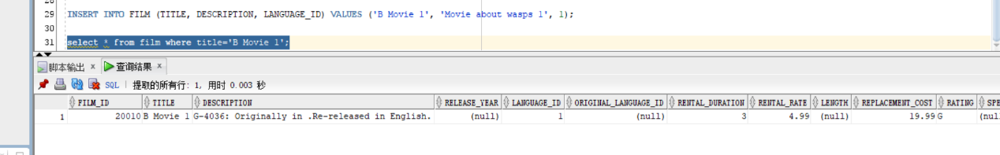 29 INSERT INTO FILM (TITLE, DESCRIPTION, LANGUAGE_ID) VALUES ('B Movie 1', 'Movie about wasps 1', 1);
30
31 select * from film where title='B Movie 1';
脚本输出 × 查询结果 ×
SQL | 提取的所有行: 1, 用时 0.003 秒
FILM_ID TITLE DESCRIPTION RELEASE_YEAR LANGUAGE_ID ORIGINAL_LANGUAGE_ID RENTAL_DURATION RENTAL_RATE LENGTH REPLACEMENT_COST RATING SPE
1 20010 B Movie 1 G-4036: Originally in .Re-released in English. (null) 1 (null) 3 4.99 (null) 19.99 G (nul